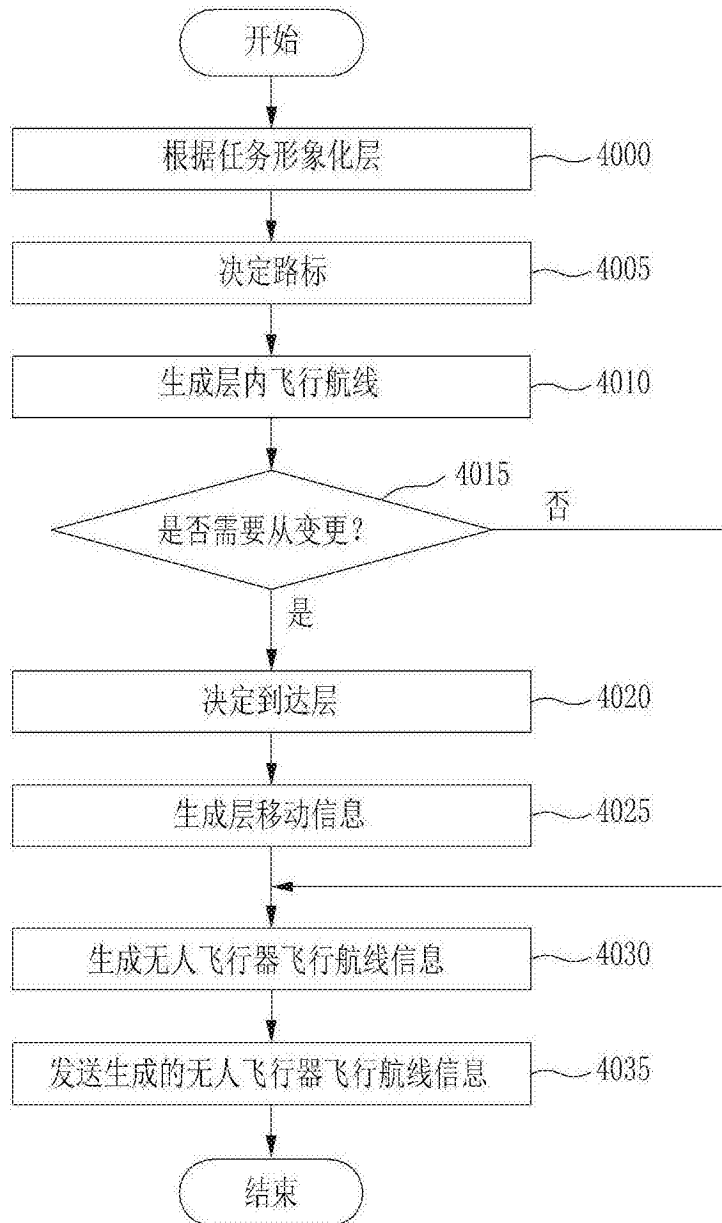 开始
根据任务形象化层
4000
决定路标
4005
生成层内飞行航线
4010
4015
是否需要从变更?
否
是
决定到达层
4020
生成层移动信息
4025
生成无人飞行器飞行航线信息
4030
发送生成的无人飞行器飞行航线信息
4035
结束